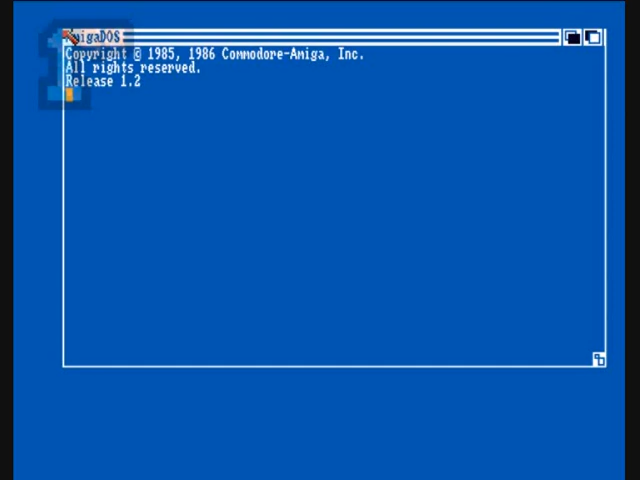 AmigaDOS
Copyright © 1985, 1986 Commodore-Amiga, Inc.
All rights reserved.
Release 1.2